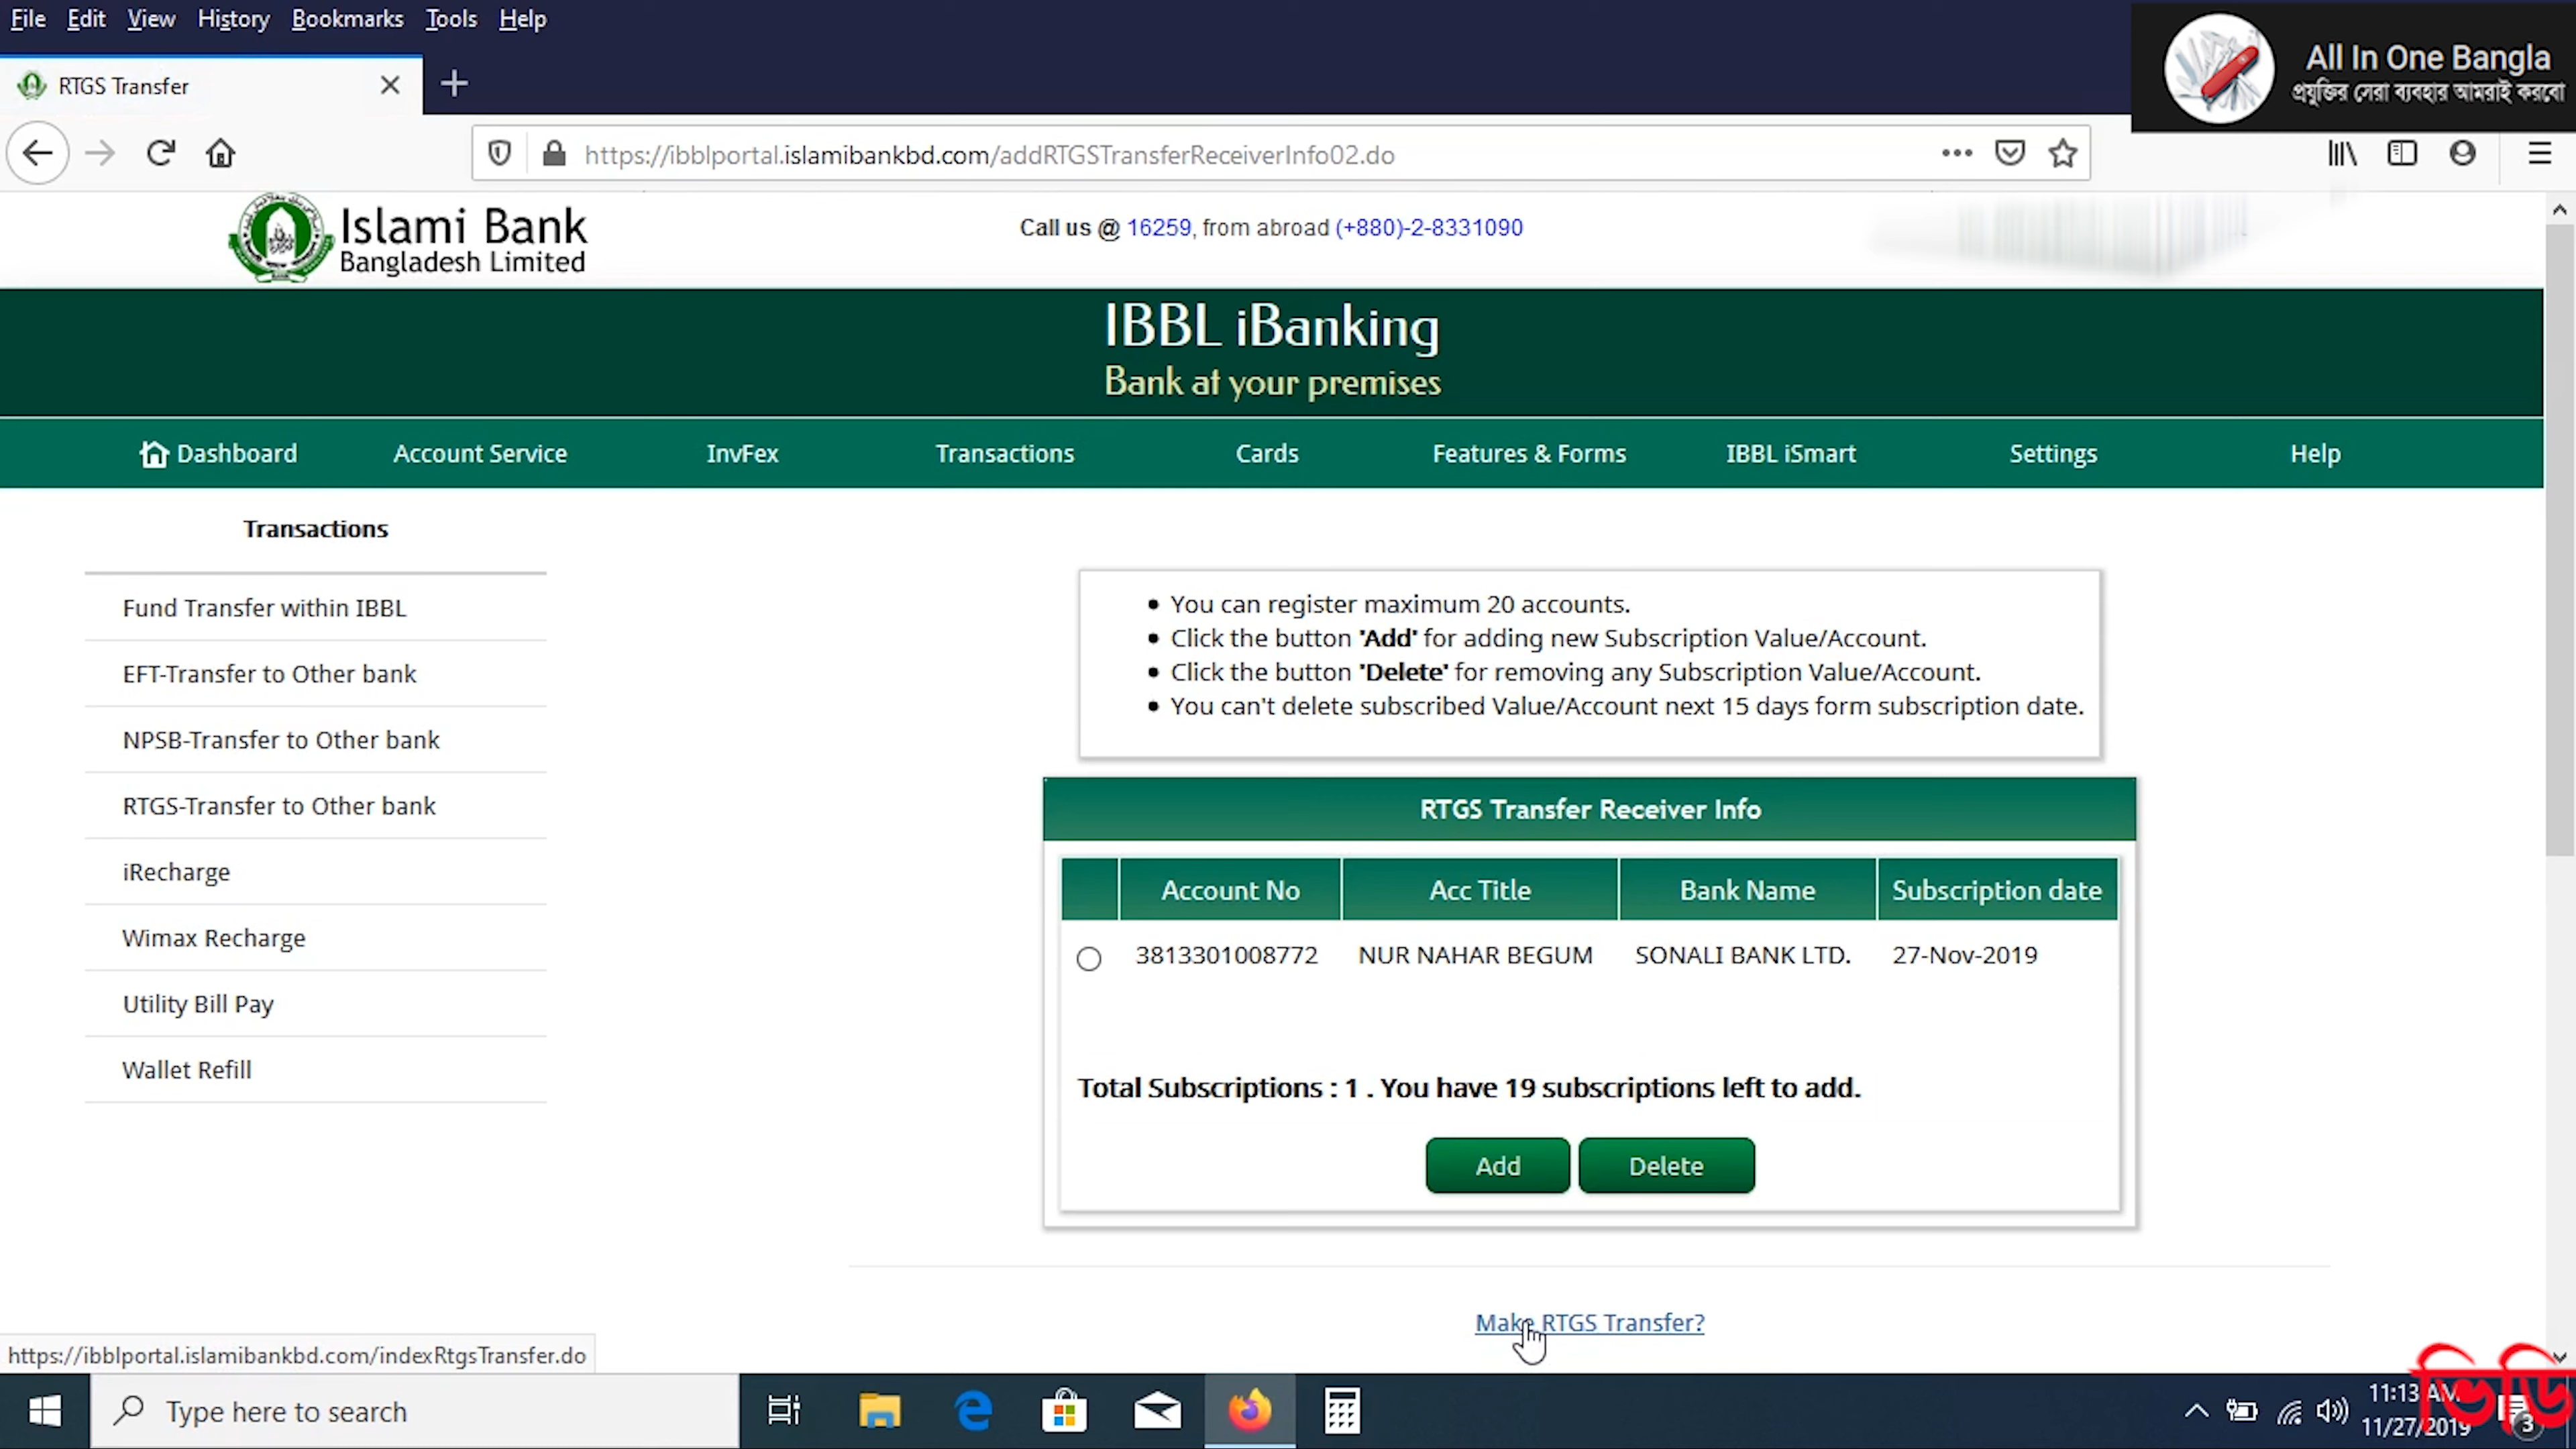 File Edit View History Bookmarks Tools Help
RTGS Transfer
All In One Bangla
প্রযুক্তির সেরা ব্যবহার আমরাই করবো
https://ibblportal.islamibankbd.com/addRTGSTransferReceiverInfo02.do
Islami Bank
Bangladesh Limited
Call us @ 16259, from abroad (+880)-2-8331090
IBBL iBanking
Bank at your premises
Dashboard Account Service InvFex Transactions Cards Features & Forms IBBL iSmart Settings Help
Transactions
Fund Transfer within IBBL
EFT-Transfer to Other bank
NPSB-Transfer to Other bank
RTGS-Transfer to Other bank
iRecharge
Wimax Recharge
Utility Bill Pay
Wallet Refill
• You can register maximum 20 accounts.
• Click the button 'Add' for adding new Subscription Value/Account.
• Click the button 'Delete' for removing any Subscription Value/Account.
• You can't delete subscribed Value/Account next 15 days form subscription date.
RTGS Transfer Receiver Info
Account No Acc Title Bank Name Subscription date
3813301008772 NUR NAHAR BEGUM SONALI BANK LTD. 27-Nov-2019
Total Subscriptions : 1 . You have 19 subscriptions left to add.
Add Delete
Make RTGS Transfer?
https://ibblportal.islamibankbd.com/indexRtgsTransfer.do
Type here to search
11:13 AM
11/27/2019
3